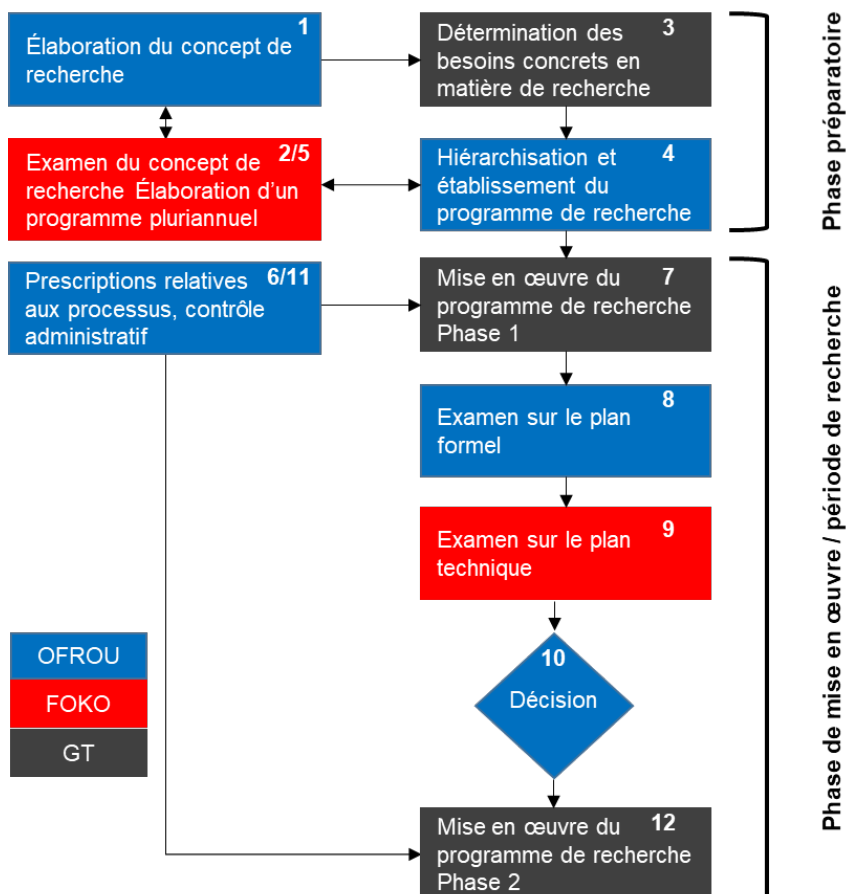 1
Élaboration du concept de
recherche
3
Détermination des
besoins concrets en
matière de recherche
2/5
Examen du concept de
recherche Élaboration d’un
programme pluriannuel
4
Hiérarchisation et
établissement du
programme de recherche
Phase préparatoire
6/11
Prescriptions relatives
aux processus, contrôle
administratif
7
Mise en œuvre du
programme de recherche
Phase 1
8
Examen sur le plan
formel
9
Examen sur le plan
technique
10
Décision
12
Mise en œuvre du
programme de recherche
Phase 2
Phase de mise en œuvre / période de recherche
OFROU
FOKO
GT